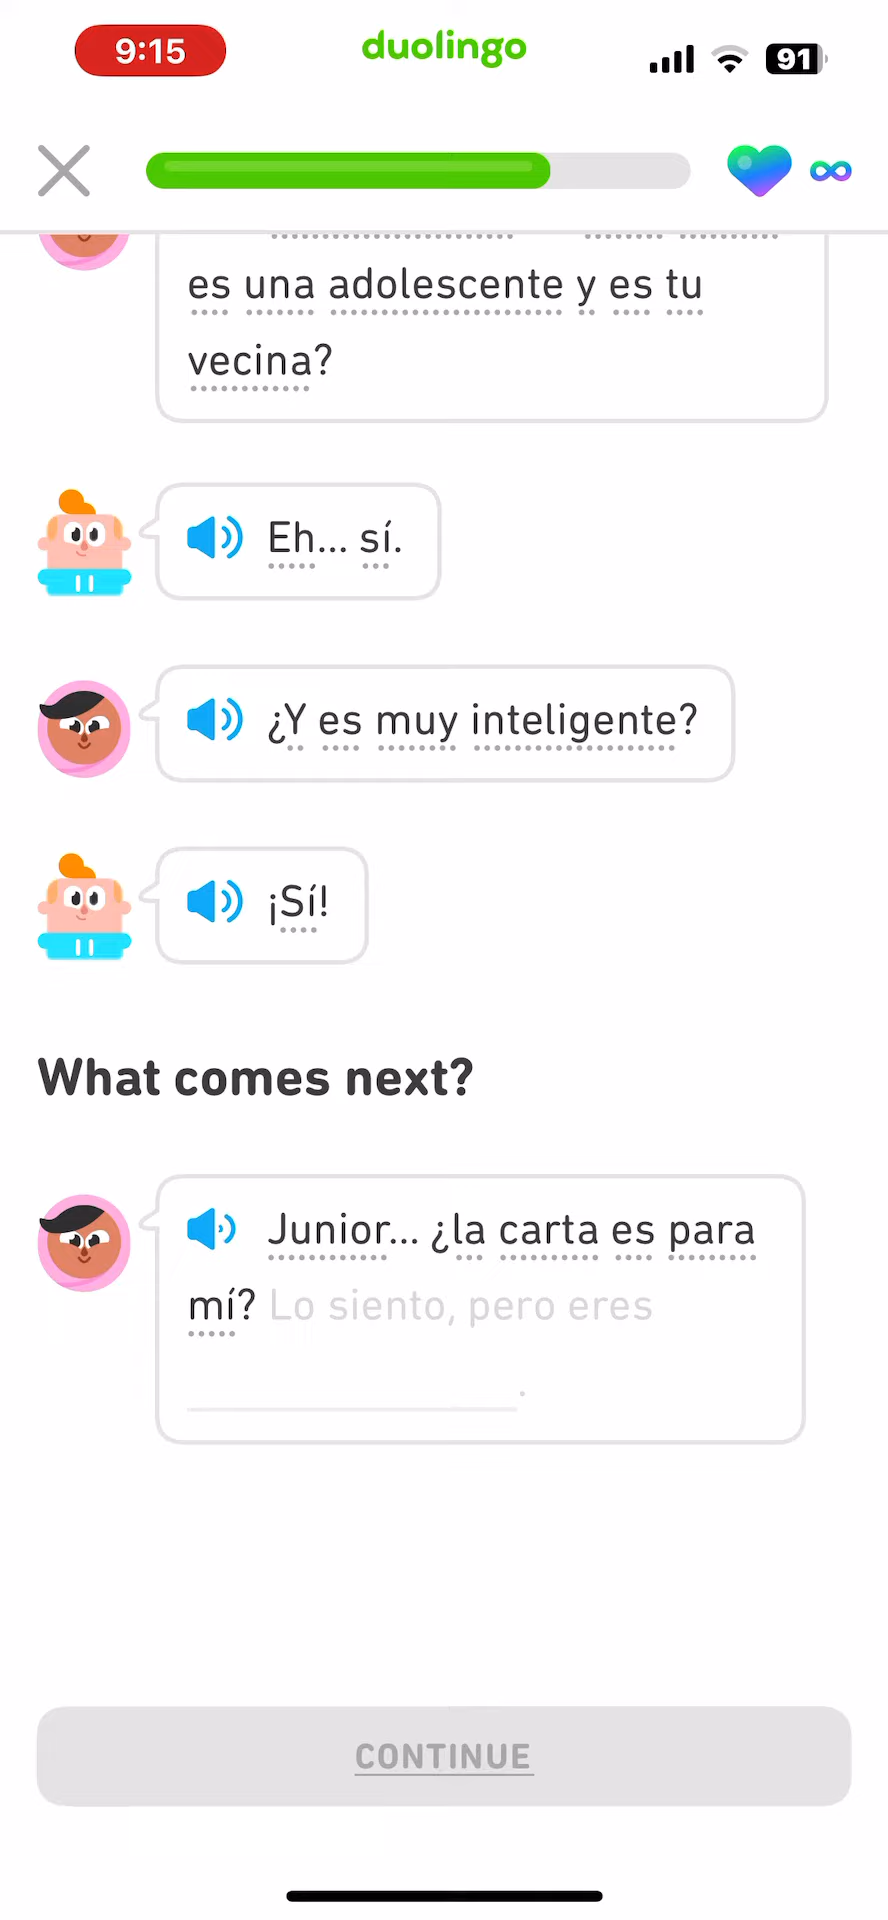 9:15
duolingo
91
es una adolescente y es tu
vecina?
Eh... sí.
¿Y es muy inteligente?
¡Sí!
What comes next?
Junior... ¿la carta es para
mí? Lo siento, pero eres
.
CONTINUE